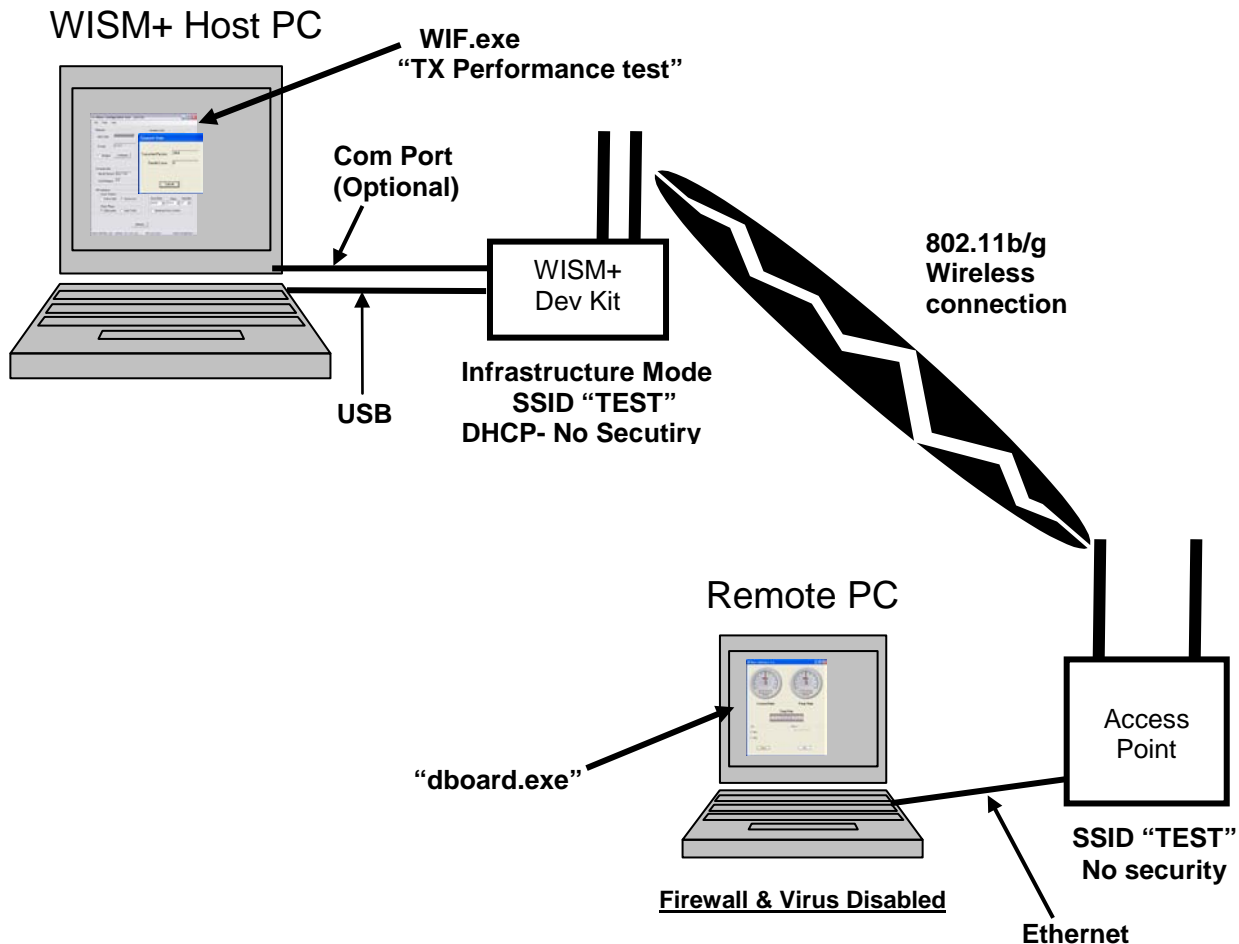 WISM+ Host PC
WIF.exe
“TX Performance test”
Com Port
(Optional)
WISM+
Dev Kit
802.11b/g
Wireless
connection
USB
Infrastructure Mode
SSID “TEST”
DHCP- No Secutiry
Remote PC
Access
Point
“dboard.exe”
SSID “TEST”
No security
Firewall & Virus Disabled
Ethernet